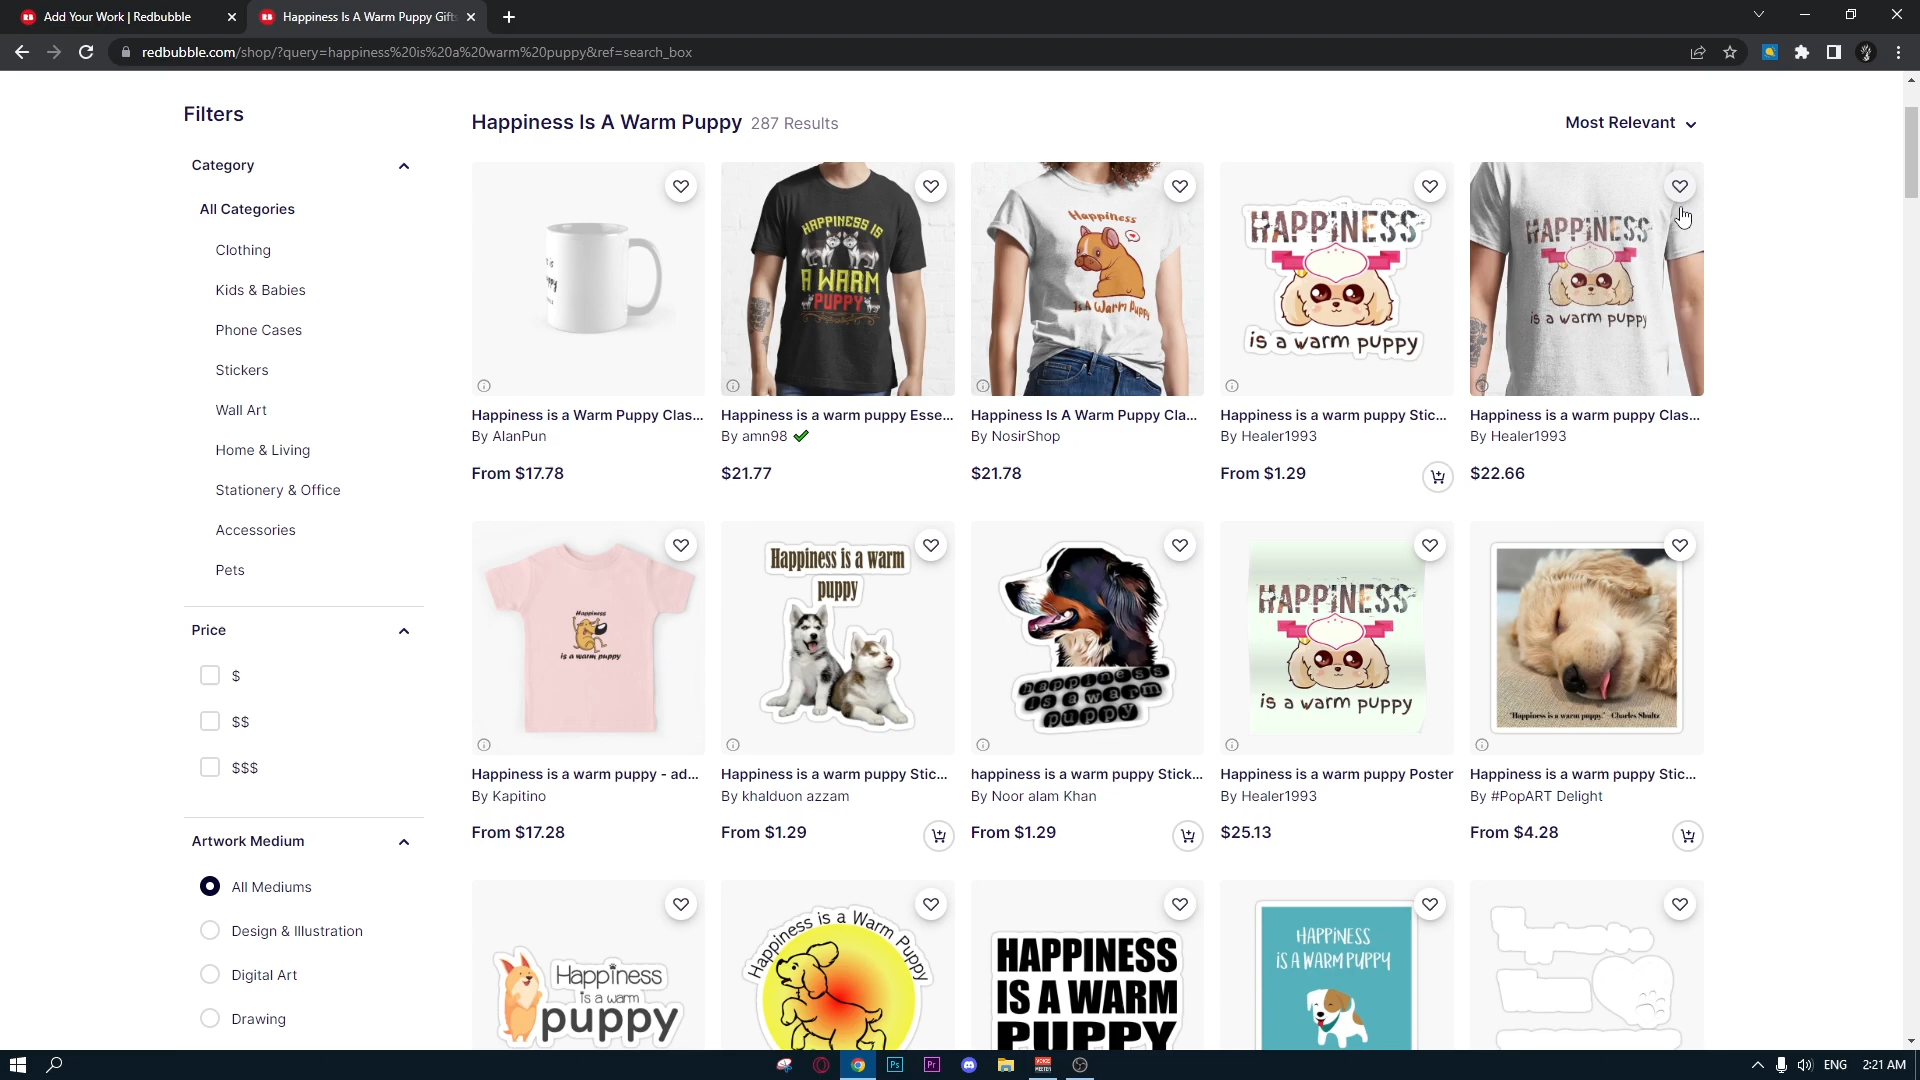 Add Your Work | Redbubble
Happiness Is A Warm Puppy Gifts
redbubble.com/shop/?query=happiness%20is%20a%20warm%20puppy&ref=search_box
Filters
Happiness Is A Warm Puppy 287 Results
Most Relevant
Category
All Categories
Clothing
Kids & Babies
Phone Cases
Stickers
Wall Art
Home & Living
Stationery & Office
Accessories
Pets
Price
$
$$
$$$
Artwork Medium
All Mediums
Design & Illustration
Digital Art
Drawing
HAPPINESS IS
A WARM
PUPPY
Happiness
Is A Warm Puppy
HAPPINESS
is a warm puppy
HAPPINESS
is a warm puppy
Happiness is a Warm Puppy Clas...
By AlanPun
From $17.78
Happiness is a warm puppy Esse...
By amn98
$21.77
Happiness Is A Warm Puppy Cla...
By NosirShop
$21.78
Happiness is a warm puppy Stic...
By Healer1993
From $1.29
Happiness is a warm puppy Clas...
By Healer1993
$22.66
Happiness
is a warm puppy
Happiness is a warm
puppy
happiness
is a warm
puppy
HAPPINESS
is a warm puppy
"Happiness is a warm puppy." -Charles Shultz
Happiness is a warm puppy - ad...
By Kapitino
From $17.28
Happiness is a warm puppy Stic...
By khalduon azzam
From $1.29
happiness is a warm puppy Stick...
By Noor alam Khan
From $1.29
Happiness is a warm puppy Poster
By Healer1993
$25.13
Happiness is a warm puppy Stic...
By #PopART Delight
From $4.28
Happiness
is a warm
puppy
Happiness is a Warm Puppy
HAPPINESS
IS A WARM
PUPPY
HAPPINESS
IS A WARM PUPPY
Ps
Pr
ENG
2:21 AM